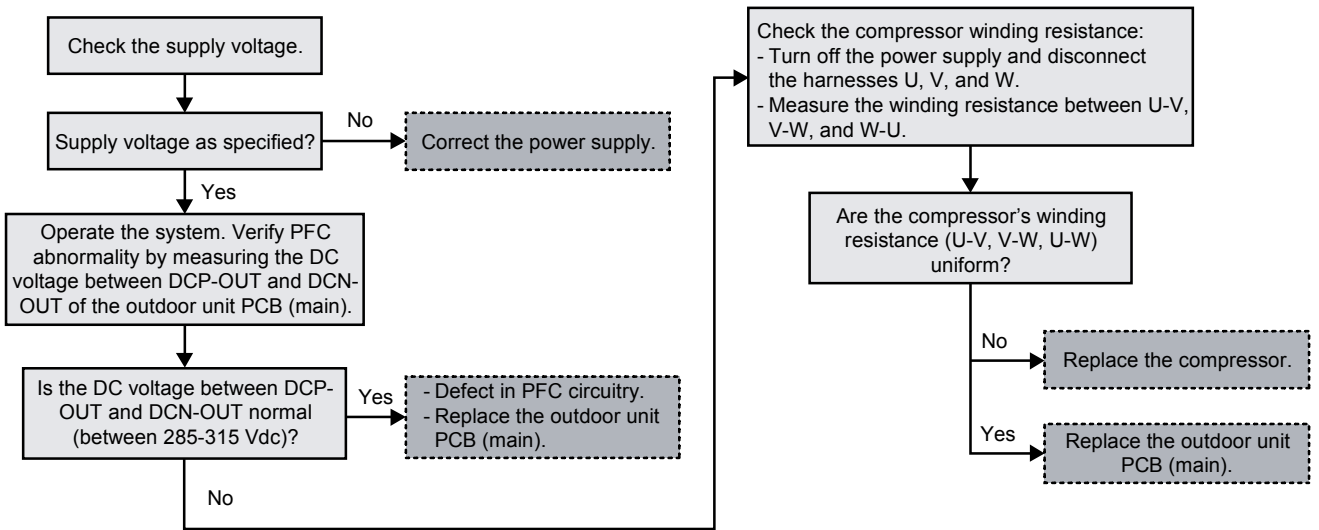 Check the supply voltage.
Supply voltage as specified?
No
Correct the power supply.
Yes
Operate the system. Verify PFC
abnormality by measuring the DC
voltage between DCP-OUT and DCN-
OUT of the outdoor unit PCB (main).
Is the DC voltage between DCP-
OUT and DCN-OUT normal
(between 285-315 Vdc)?
Yes
- Defect in PFC circuitry.
- Replace the outdoor unit
PCB (main).
No
Check the compressor winding resistance:
- Turn off the power supply and disconnect
the harnesses U, V, and W.
- Measure the winding resistance between U-V,
V-W, and W-U.
Are the compressor's winding
resistance (U-V, V-W, U-W)
uniform?
No
Replace the compressor.
Yes
Replace the outdoor unit
PCB (main).